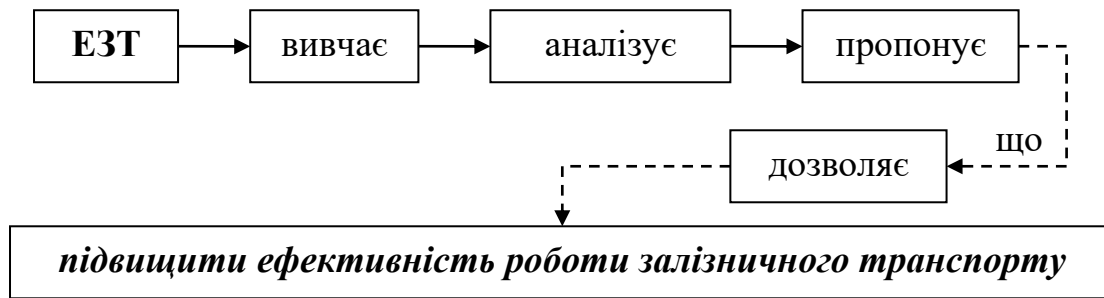 ЕЗТ вивчає аналізує пропонує
що
дозволяє
підвищити ефективність роботи залізничного транспорту